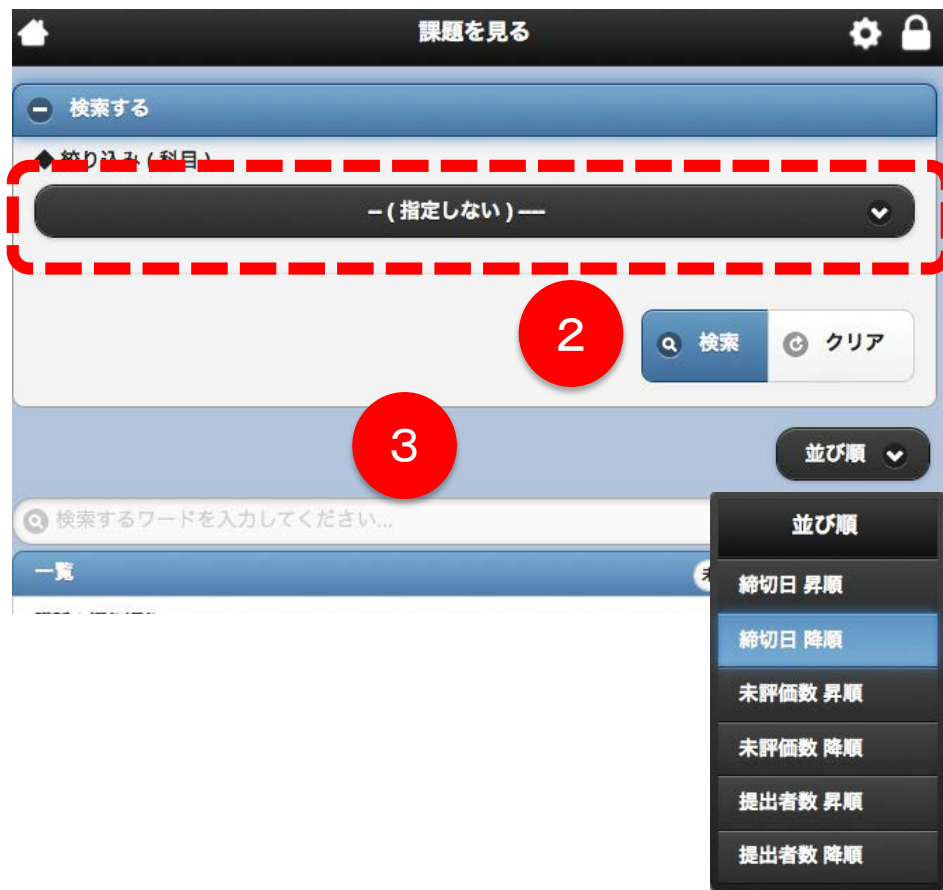 課題を見る
検索する
◆ 絞り込み ( 科目 )
– ( 指定しない ) ―
2
検索
クリア
3
並び順
検索するワードを入力してください...
並び順
一覧
締切日 昇順
締切日 降順
未評価数 昇順
未評価数 降順
提出者数 昇順
提出者数 降順